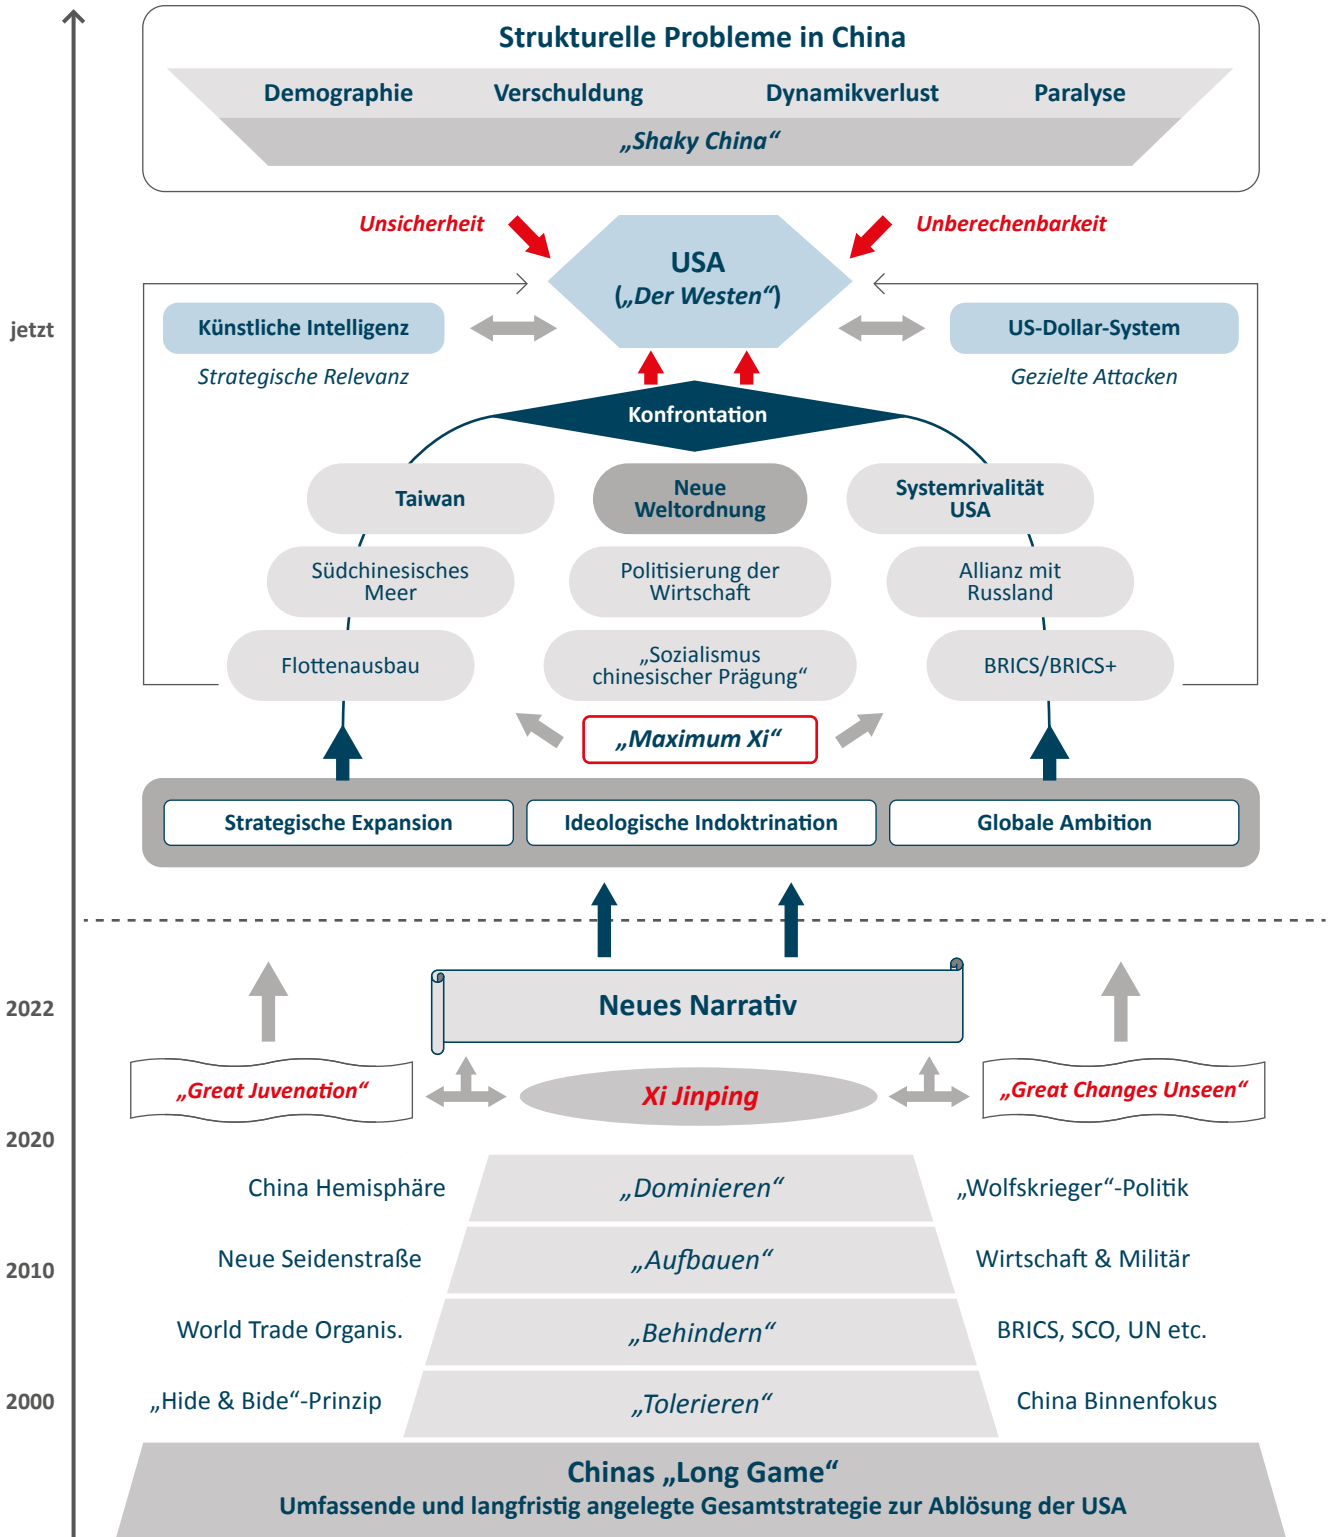 Strukturelle Probleme in China
Demographie Verschuldung Dynamikverlust Paralyse
„Shaky China“
Unsicherheit
Unberechenbarkeit
USA
(„Der Westen“)
jetzt
Künstliche Intelligenz
US-Dollar-System
Strategische Relevanz
Gezielte Attacken
Konfrontation
Taiwan
Neue
Weltordnung
Systemrivalität
USA
Südchinesisches
Meer
Politisierung der
Wirtschaft
Allianz mit
Russland
Flottenausbau
„Sozialismus
chinesischer Prägung“
BRICS/BRICS+
„Maximum Xi“
Strategische Expansion
Ideologische Indoktrination
Globale Ambition
2022
Neues Narrativ
„Great Juvenation“
Xi Jinping
„Great Changes Unseen“
2020
China Hemisphäre
„Dominieren“
„Wolfskrieger“-Politik
Neue Seidenstraße
„Aufbauen“
Wirtschaft & Militär
2010
World Trade Organis.
„Behindern“
BRICS, SCO, UN etc.
2000
„Hide & Bide“-Prinzip
„Tolerieren“
China Binnenfokus
Chinas „Long Game“
Umfassende und langfristig angelegte Gesamtstrategie zur Ablösung der USA